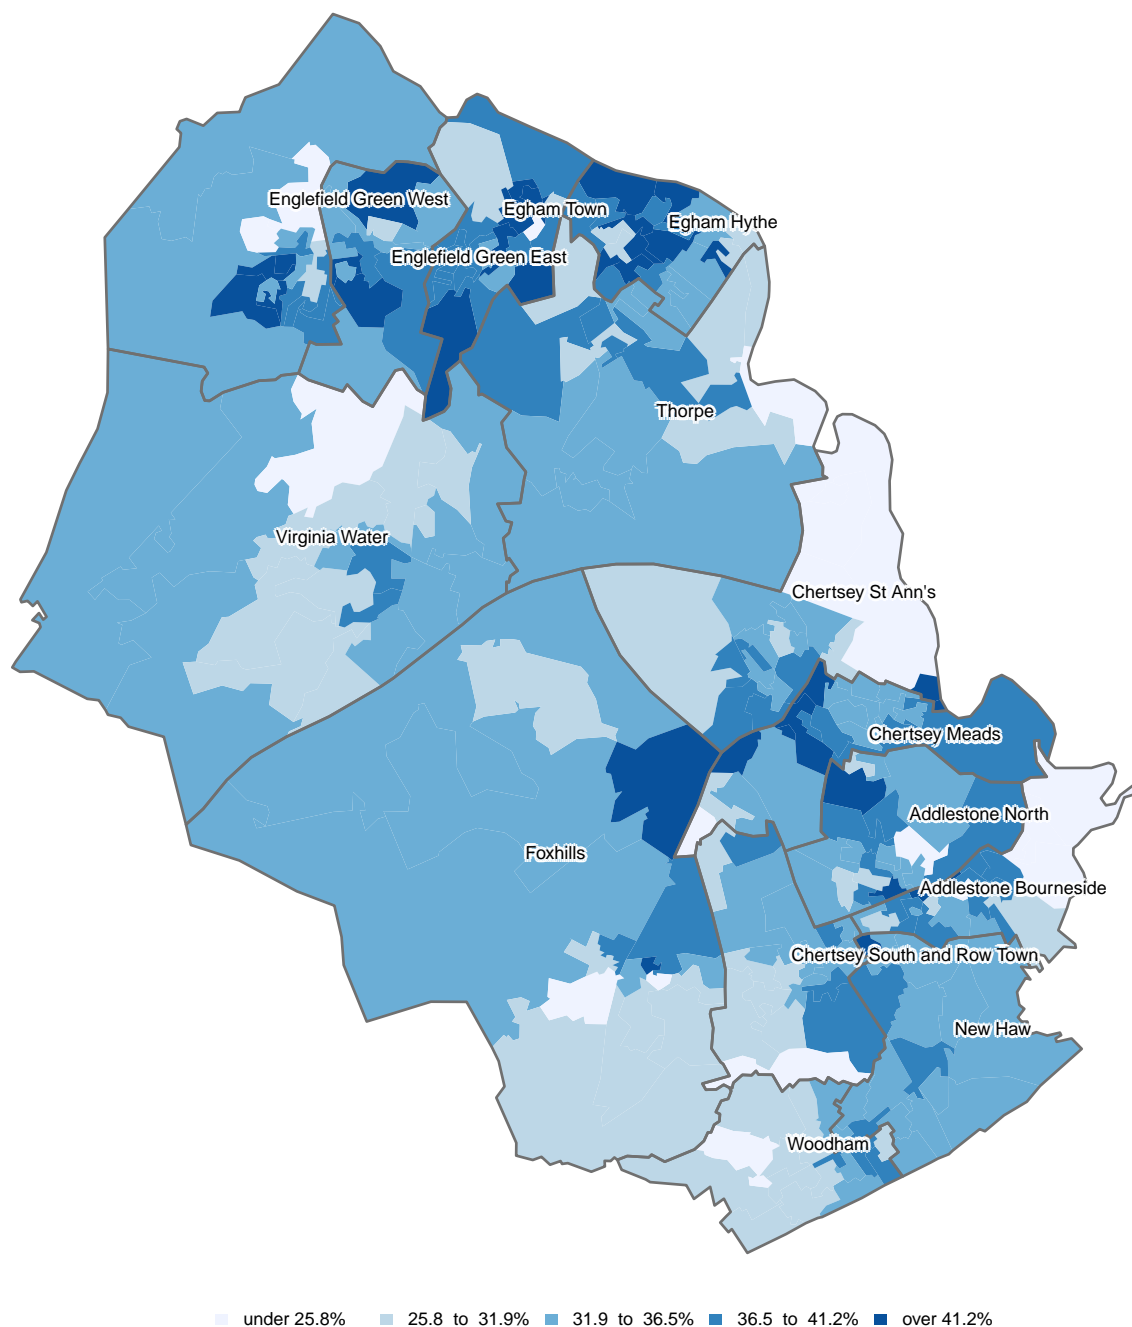 Englefield Green West
Egham Town
Egham Hythe
Englefield Green East
Thorpe
Virginia Water
Chertsey St Ann's
Chertsey Meads
Addlestone North
Foxhills
Addlestone Bourneside
Chertsey South and Row Town
New Haw
Woodham
under 25.8% 25.8 to 31.9% 31.9 to 36.5% 36.5 to 41.2% over 41.2%